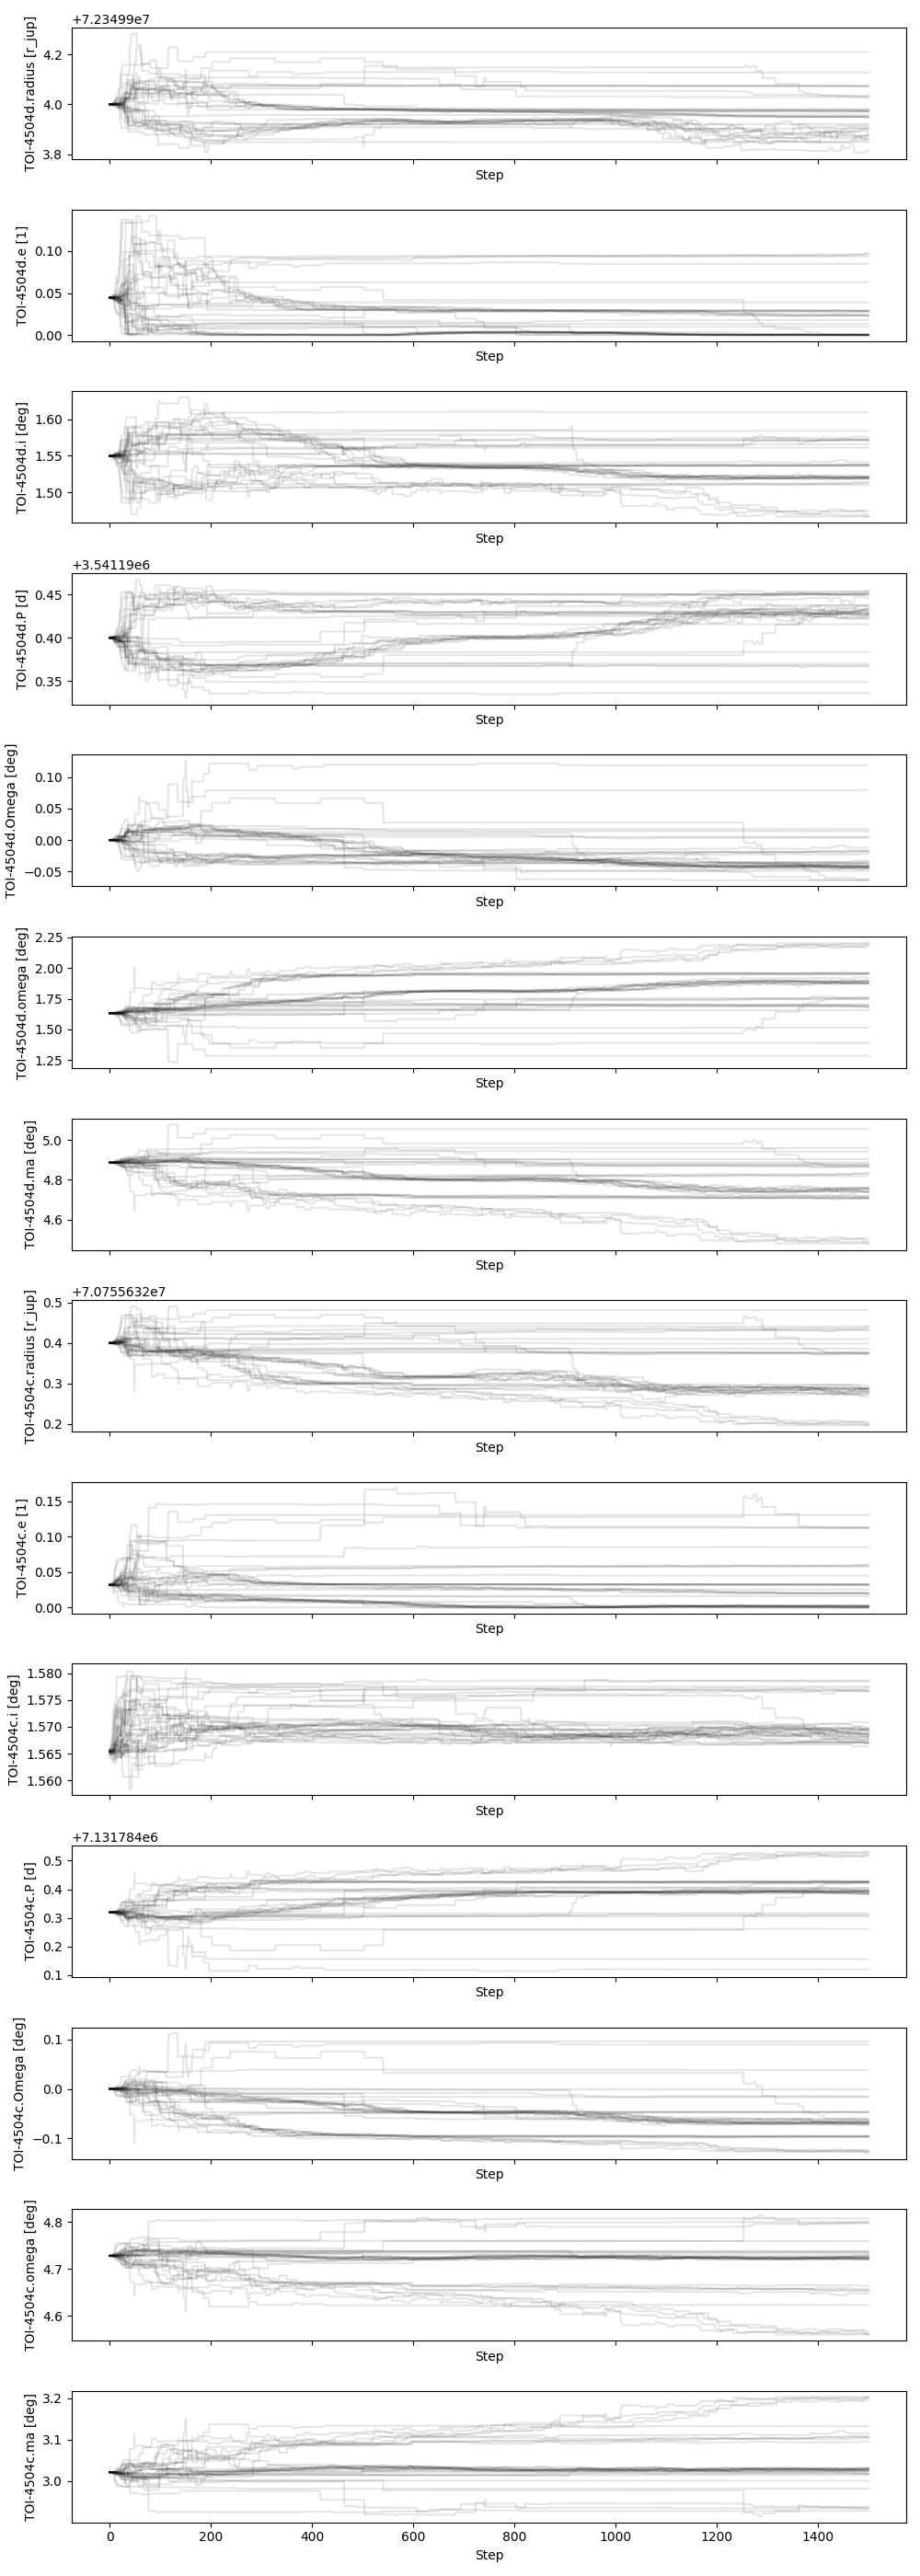 +7.23499e7
TOI-4504d.radius [r_jup]
4.2
4.0
3.8
Step
TOI-4504d.e [1]
0.10
0.05
0.00
Step
TOI-4504d.i [deg]
1.60
1.55
1.50
Step
+3.54119e6
TOI-4504d.P [d]
0.45
0.40
0.35
Step
TOI-4504d.Omega [deg]
0.10
0.05
0.00
−0.05
Step
TOI-4504d.omega [deg]
2.25
2.00
1.75
1.50
1.25
Step
TOI-4504d.ma [deg]
5.0
4.8
4.6
Step
+7.0755632e7
TOI-4504c.radius [r_jup]
0.5
0.4
0.3
0.2
Step
TOI-4504c.e [1]
0.15
0.10
0.05
0.00
Step
TOI-4504c.i [deg]
1.580
1.575
1.570
1.565
1.560
Step
+7.131784e6
TOI-4504c.P [d]
0.5
0.4
0.3
0.2
0.1
Step
TOI-4504c.Omega [deg]
0.1
0.0
−0.1
Step
TOI-4504c.omega [deg]
4.8
4.7
4.6
Step
TOI-4504c.ma [deg]
3.2
3.1
3.0
0 200 400 600 800 1000 1200 1400
Step